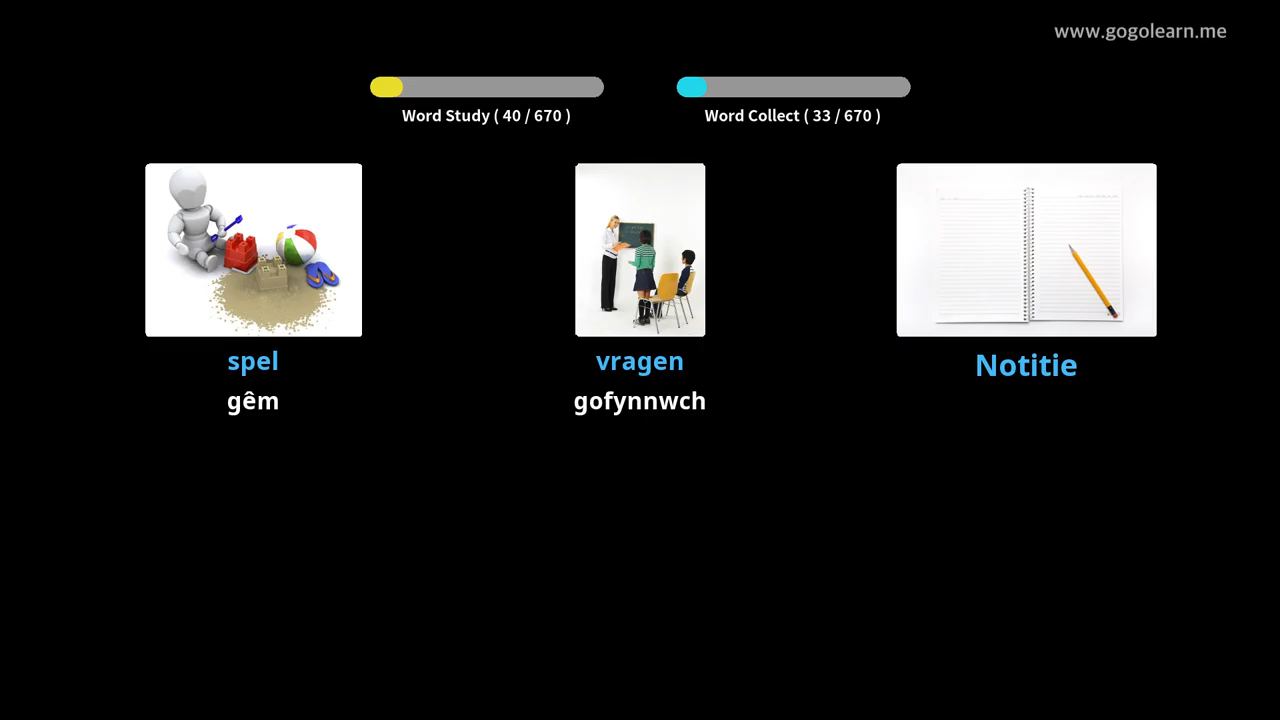 www.gogolearn.me
Word Study ( 40 / 670 )
Word Collect ( 33 / 670 )
spel
gêm
vragen
gofynnwch
Notitie